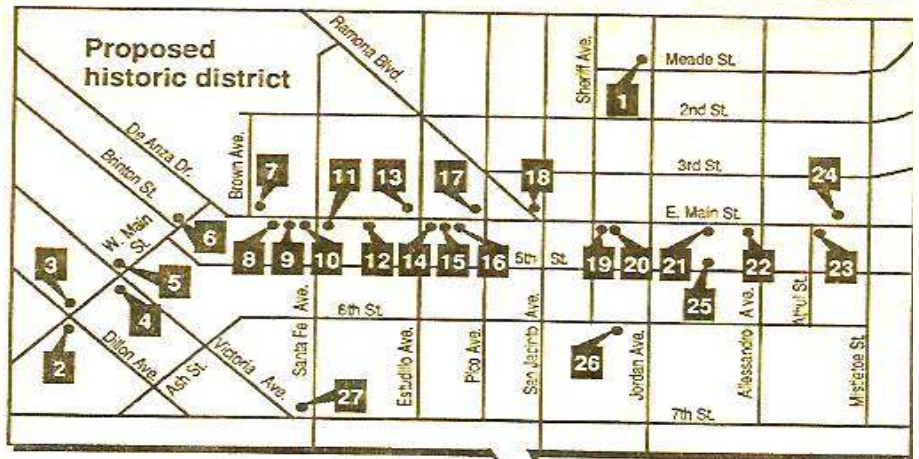 Proposed
historic district
Ramona Blvd.
Sheriff Ave.
Meade St.
1
2nd St.
De Anza Dr.
Brinton St.
Brown Ave.
3rd St.
7
11
13
17
18
24
E. Main St.
W. Main
St.
6
3
5
8
9
10
12
14
15
16
5th St.
19
20
21
22
23
4
25
2
Dillon Ave.
Ash St.
Victoria Ave.
Santa Fe Ave.
6th St.
Estudillo Ave.
Pico Ave.
San Jacinto Ave.
26
Jordan Ave.
Allessandro Ave.
Mistletoe St.
27
7th St.